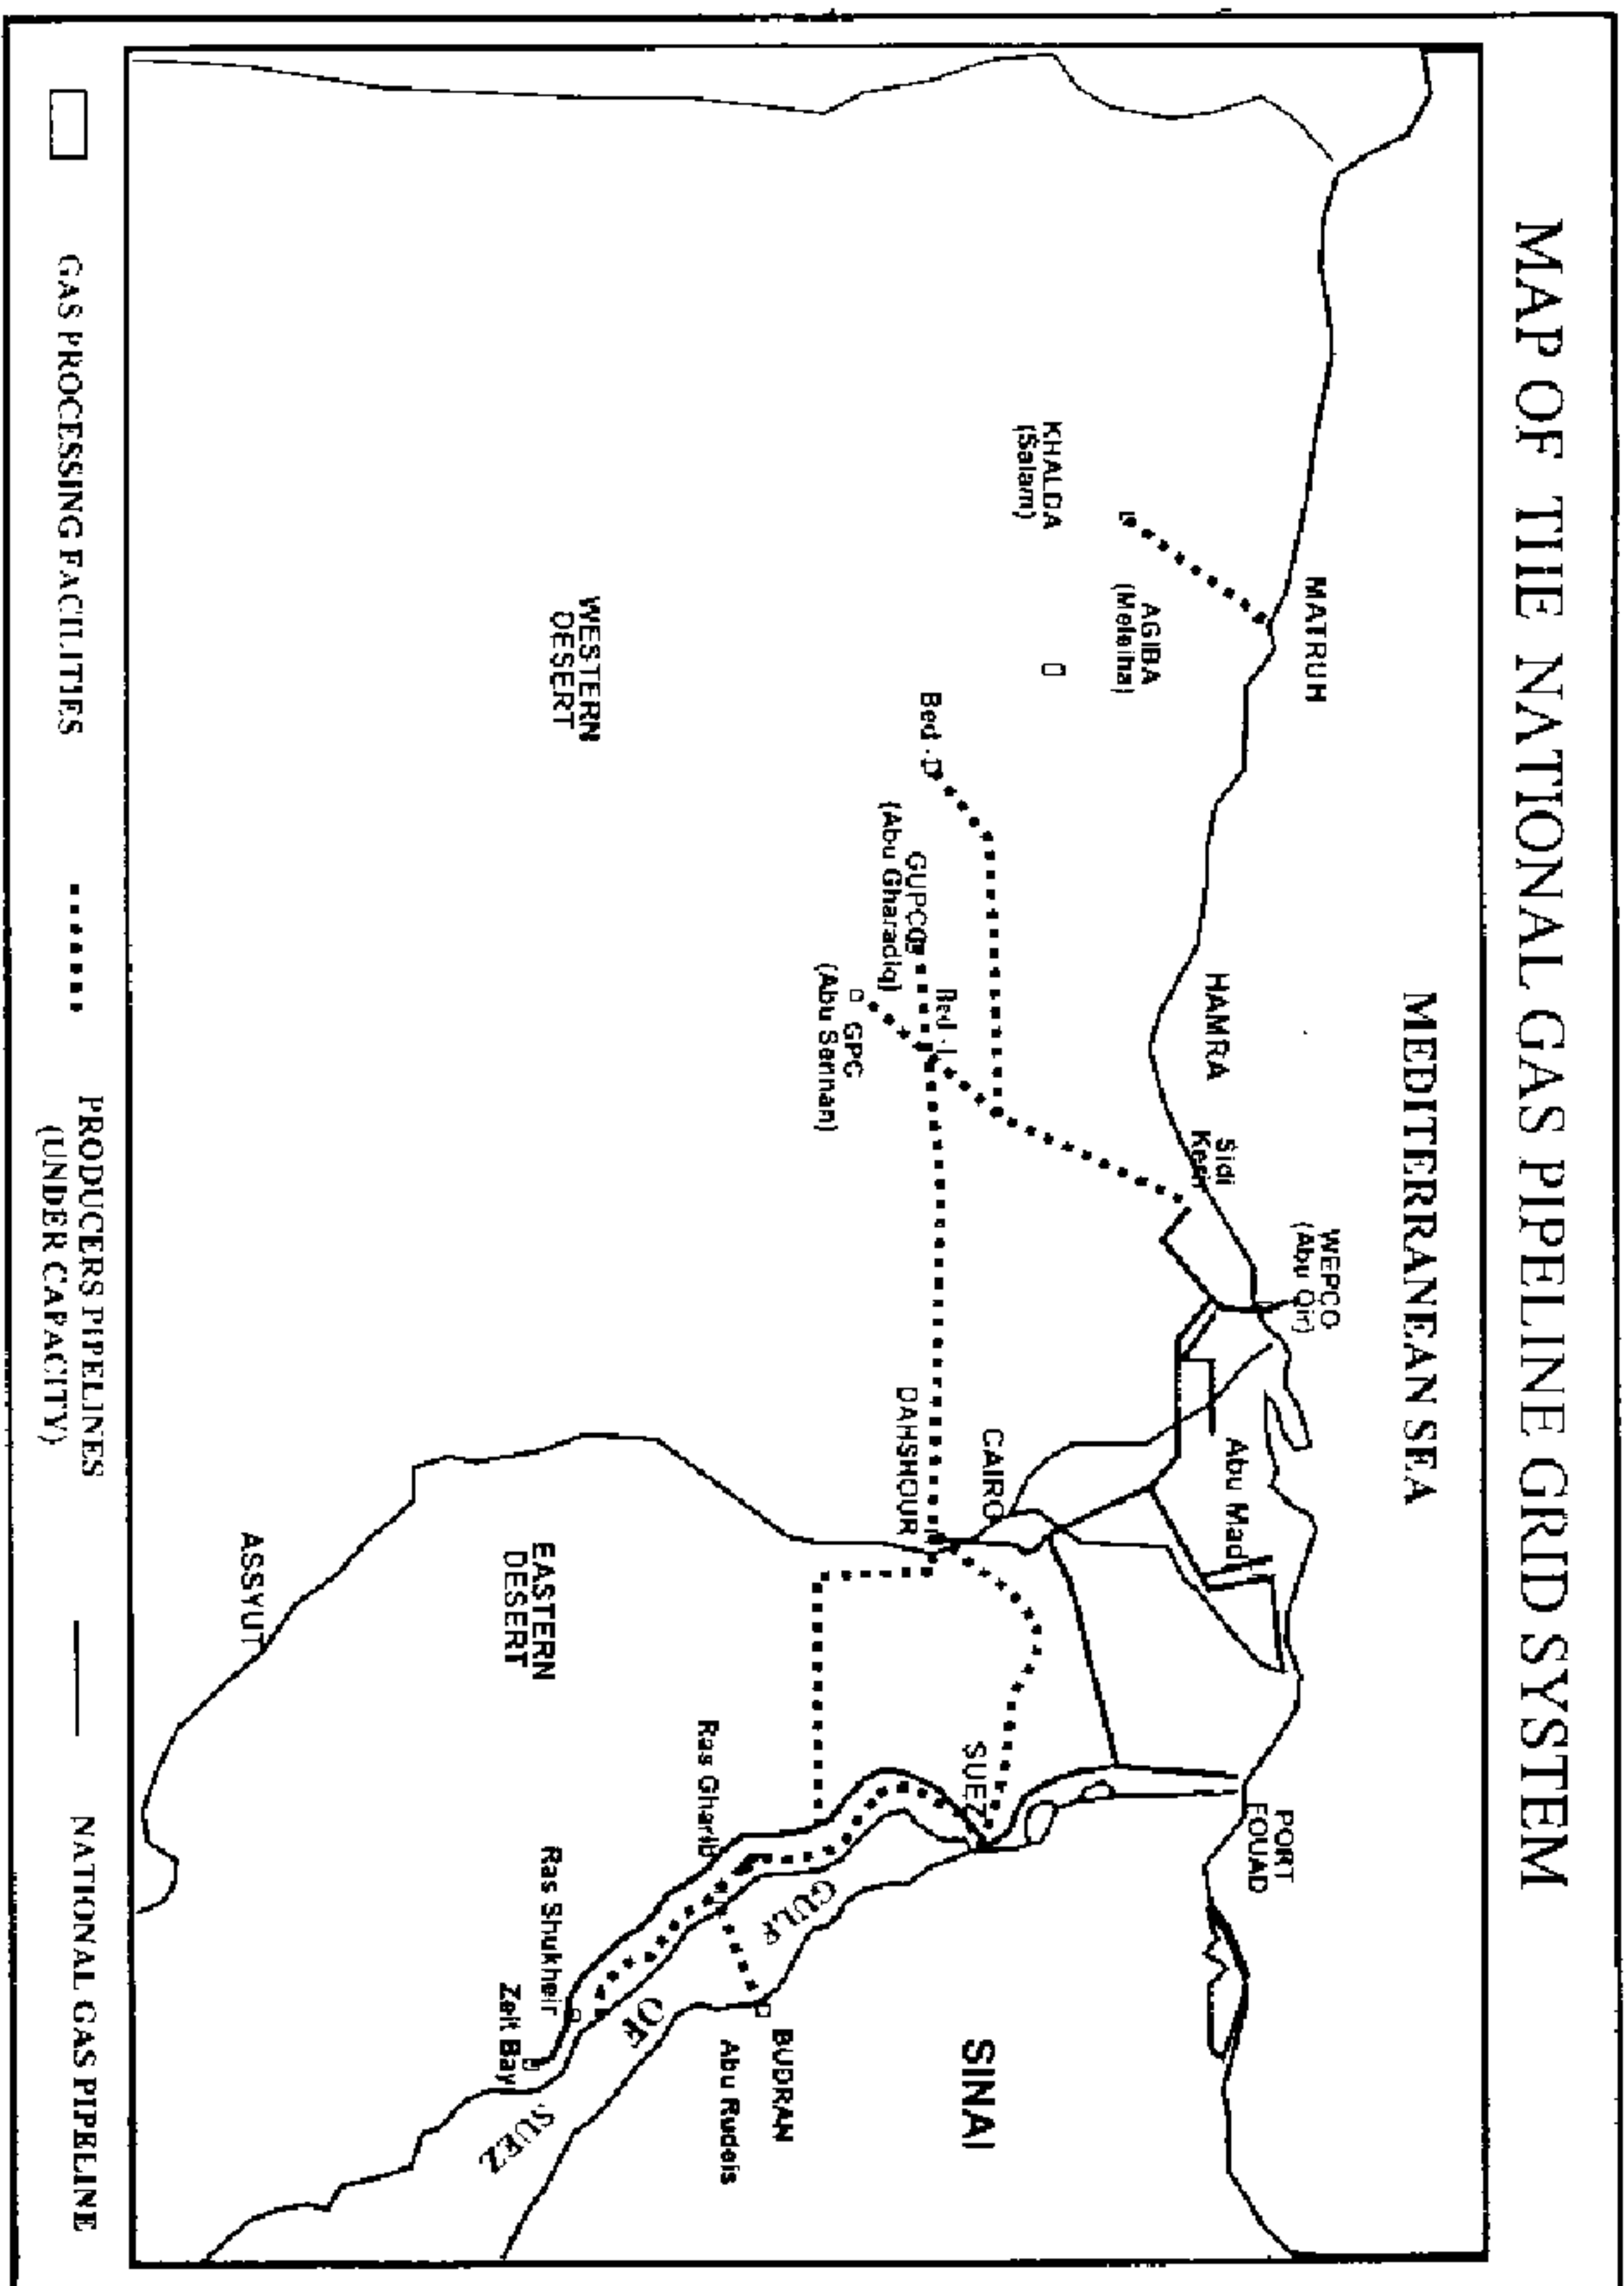 MAP OF THE NATIONAL GAS PIPELINE GRID SYSTEM
MEDITERRANEAN SEA
MATRUH
HAMRA
Sidi
Kerir
WEPCO
(Abu Qir)
PORT
FOUAD
KHALDA
(Salam)
AGIBA
(Meleiha)
Abu Madi
Bed
GUPCO
(Abu Gharadiq)
Bed
GPC
(Abu Sennan)
CAIRO
DAHSHOUR
SUEZ
SINAI
WESTERN
DESERT
EASTERN
DESERT
ASSYUT
Ras Gharib
Ras Shukheir
Zeit Bay
GULF
OF
SUEZ
BUDRAN
Abu Rudeis
GAS PROCESSING FACILITIES
PRODUCERS PIPELINES
(UNDER CAPACITY)
NATIONAL GAS PIPELINE